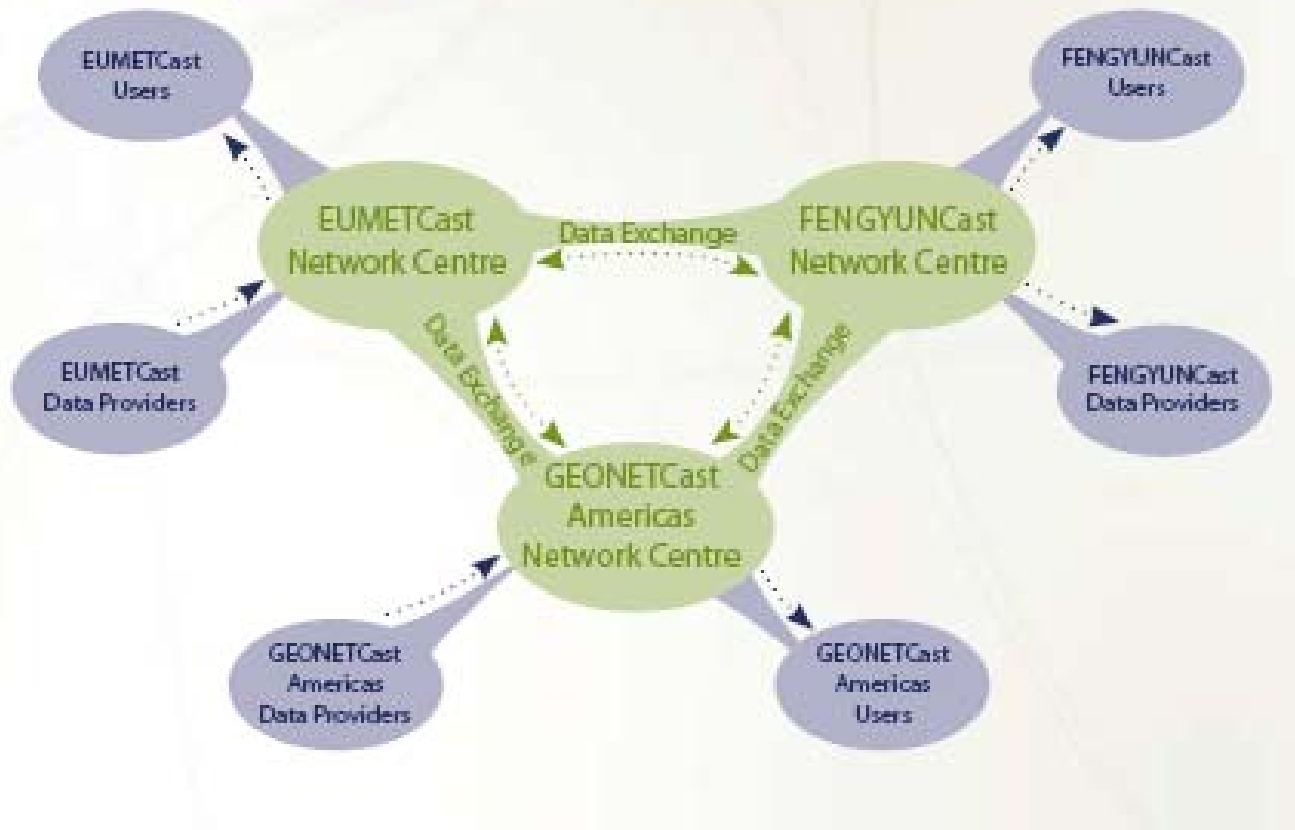 EUMETCast
Users
FENGYUNCast
Users
EUMETCast
Network Centre
Data Exchange
FENGYUNCast
Network Centre
EUMETCast
Data Providers
Data Exchange
Data Exchange
FENGYUNCast
Data Providers
GEONETCast
Americas
Network Centre
GEONETCast
Americas
Data Providers
GEONETCast
Americas
Users